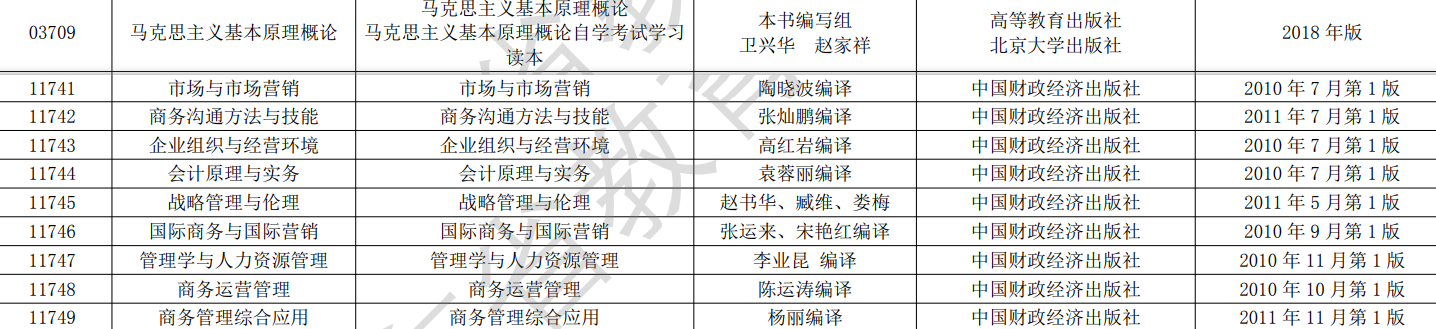 马克思主义基本原理概论 本书编写组 高等教育出版社
03709 马克思主义基本原理概论 马克思主义基本原理概论自学考试学习读本 卫兴华 赵家祥 北京大学出版社 2018 年版
11741 市场与市场营销 市场与市场营销 陶晓波编译 中国财政经济出版社 2010 年 7 月第 1 版
11742 商务沟通方法与技能 商务沟通方法与技能 张灿鹏编译 中国财政经济出版社 2011 年 7 月第 1 版
11743 企业组织与经营环境 企业组织与经营环境 高红岩编译 中国财政经济出版社 2010 年 7 月第 1 版
11744 会计原理与实务 会计原理与实务 袁蓉丽编译 中国财政经济出版社 2010 年 7 月第 1 版
11745 战略管理与伦理 战略管理与伦理 赵书华、臧维、娄梅 中国财政经济出版社 2011 年 5 月第 1 版
11746 国际商务与国际营销 国际商务与国际营销 张运来、宋艳红编译 中国财政经济出版社 2010 年 9 月第 1 版
11747 管理学与人力资源管理 管理学与人力资源管理 李业昆 编译 中国财政经济出版社 2010 年 11 月第 1 版
11748 商务运营管理 商务运营管理 陈运涛编译 中国财政经济出版社 2010 年 10 月第 1 版
11749 商务管理综合应用 商务管理综合应用 杨丽编译 中国财政经济出版社 2011 年 11 月第 1 版
省教育